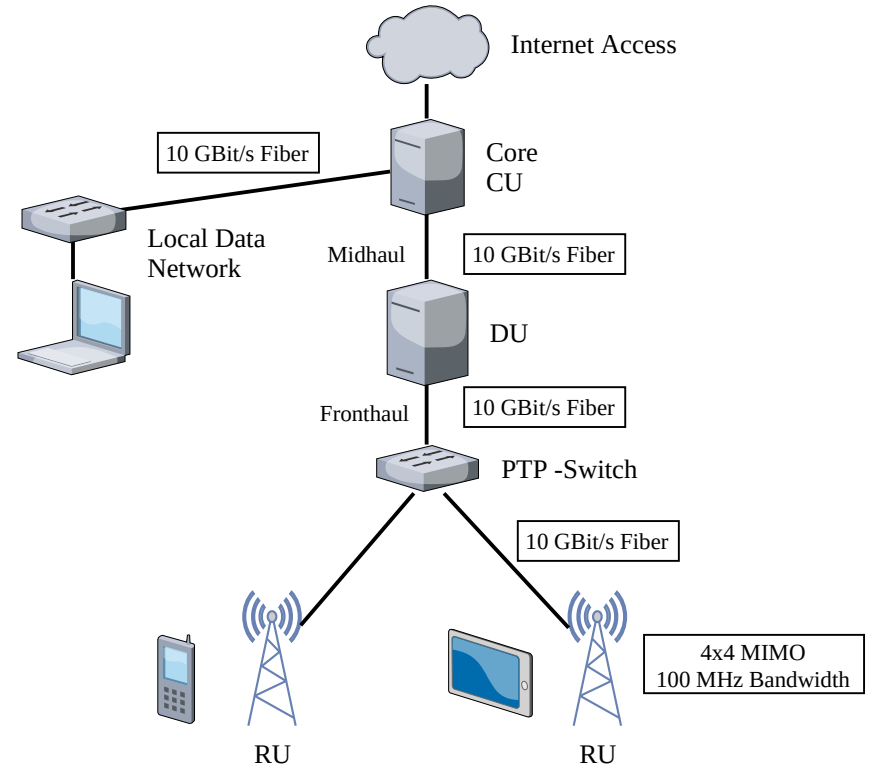 Internet Access
10 GBit/s Fiber
Core
CU
Local Data
Network
Midhaul
10 GBit/s Fiber
DU
Fronthaul
10 GBit/s Fiber
PTP -Switch
10 GBit/s Fiber
4x4 MIMO
100 MHz Bandwidth
RU
RU